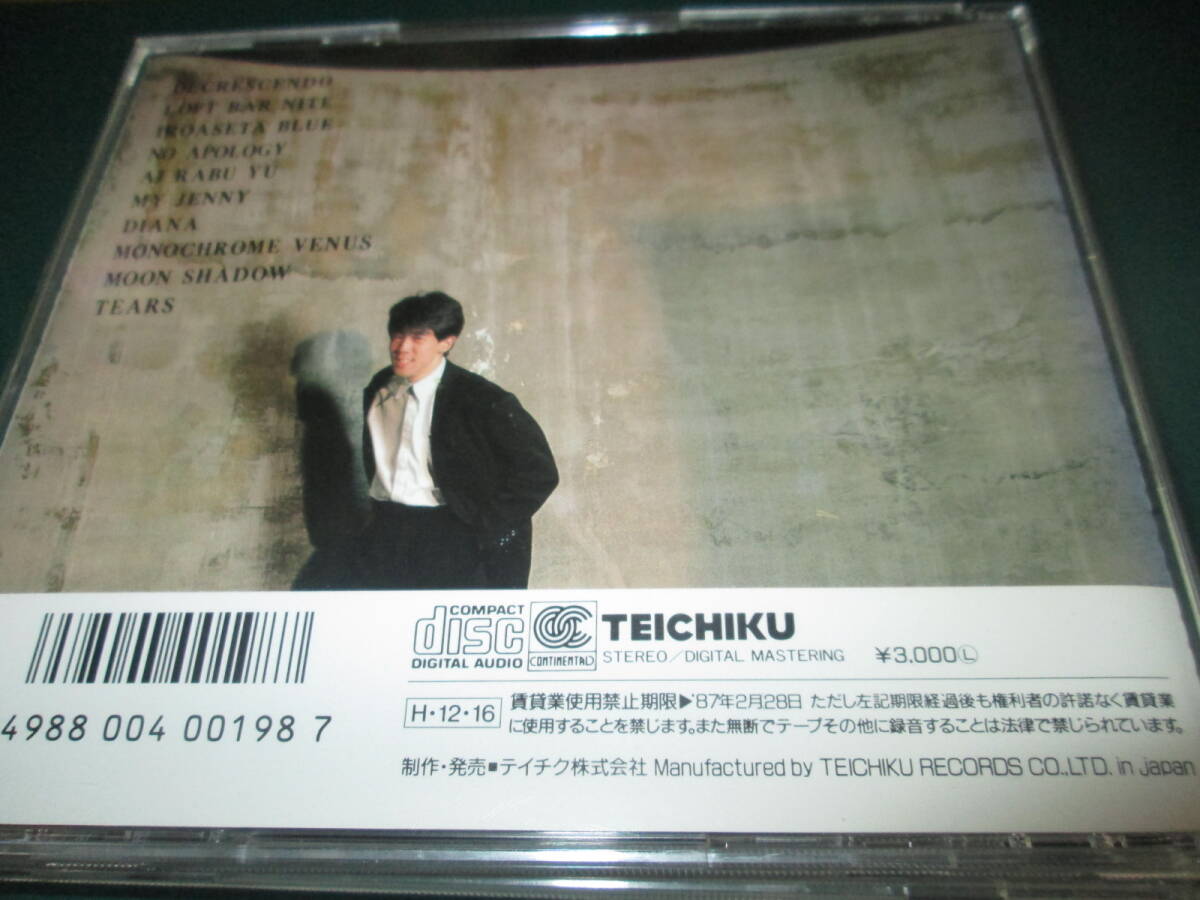 DECRESCENDO
LOFT BAR NITE
IROASETA BLUE
NO APOLOGY
AI RABU YU
MY JENNY
DIANA
MONOCHROME VENUS
MOON SHADOW
TEARS
COMPACT
disc
DIGITAL AUDIO
CONTINENTAL
TEICHIKU
STEREO/DIGITAL MASTERING ¥3,000Ⓛ
4988 004 00198 7
H・12・16
賃貸業使用禁止期限▶'87年2月28日 ただし左記期限経過後も権利者の許諾なく賃貸業
に使用することを禁じます。また無断でテープその他に録音することは法律で禁じられています。
制作・発売■テイチク株式会社 Manufactured by TEICHIKU RECORDS CO.,LTD. in Japan